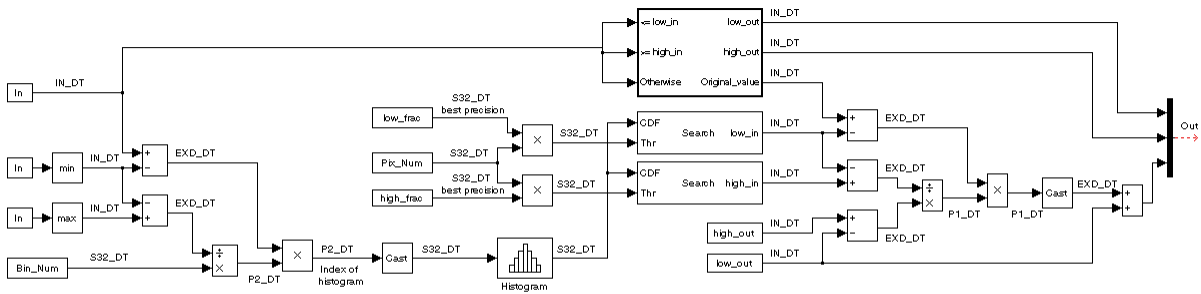 <= low_in low_out IN_DT
>= high_in high_out IN_DT
Otherwise Original_value IN_DT
IN_DT
In
S32_DT
best precision
low_frac
S32_DT
CDF Search low_in IN_DT
Thr
EXD_DT
Out
Pix_Num S32_DT
In min IN_DT EXD_DT
CDF Search high_in IN_DT
Thr
EXD_DT
S32_DT
best precision
high_frac
S32_DT
In max IN_DT EXD_DT
P1_DT
P1_DT
Cast EXD_DT
high_out IN_DT
EXD_DT
low_out IN_DT
Bin_Num S32_DT
P2_DT
P2_DT
Index of
histogram
Cast S32_DT
S32_DT
Histogram